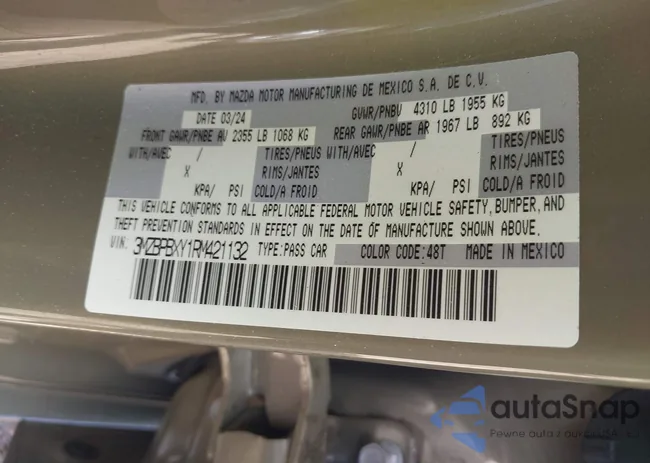 MFD. BY MAZDA MOTOR MANUFACTURING DE MEXICO S.A. DE C.V.
DATE 03/24 GVWR/PNBV 4310 LB 1955 KG
FRONT GAWR/PNBE AV 2355 LB 1068 KG REAR GAWR/PNBE AR 1967 LB 892 KG
WITH/AVEC / TIRES/PNEUS WITH/AVEC / TIRES/PNEUS
X RIMS/JANTES X RIMS/JANTES
KPA/ PSI COLD/A FROID KPA/ PSI COLD/A FROID
THIS VEHICLE CONFORMS TO ALL APPLICABLE FEDERAL MOTOR VEHICLE SAFETY, BUMPER, AND
THEFT PREVENTION STANDARDS IN EFFECT ON THE DATE OF MANUFACTURE SHOWN ABOVE.
VIN: 3MZBPBXY1RM421132 TYPE:PASS CAR COLOR CODE:48T MADE IN MEXICO
autaSnap
Pewne auta z